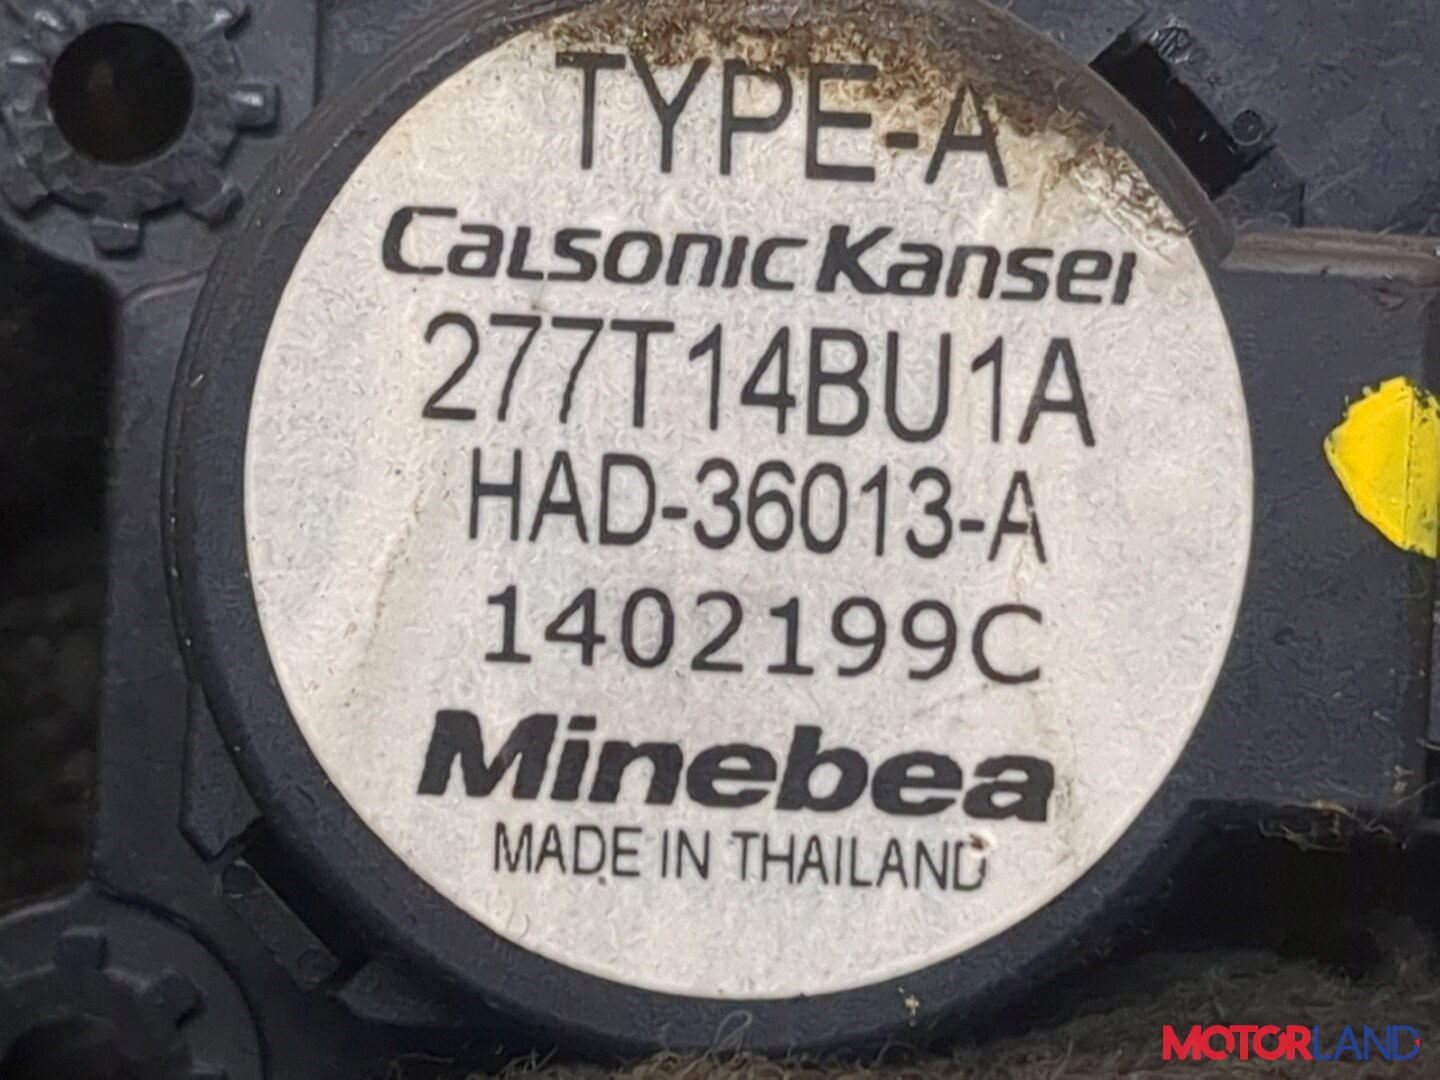 TYPE-A
CalsonicKansei
277T14BU1A
HAD-36013-A
1402199C
Minebea
MADE IN THAILAND
MOTORLAND